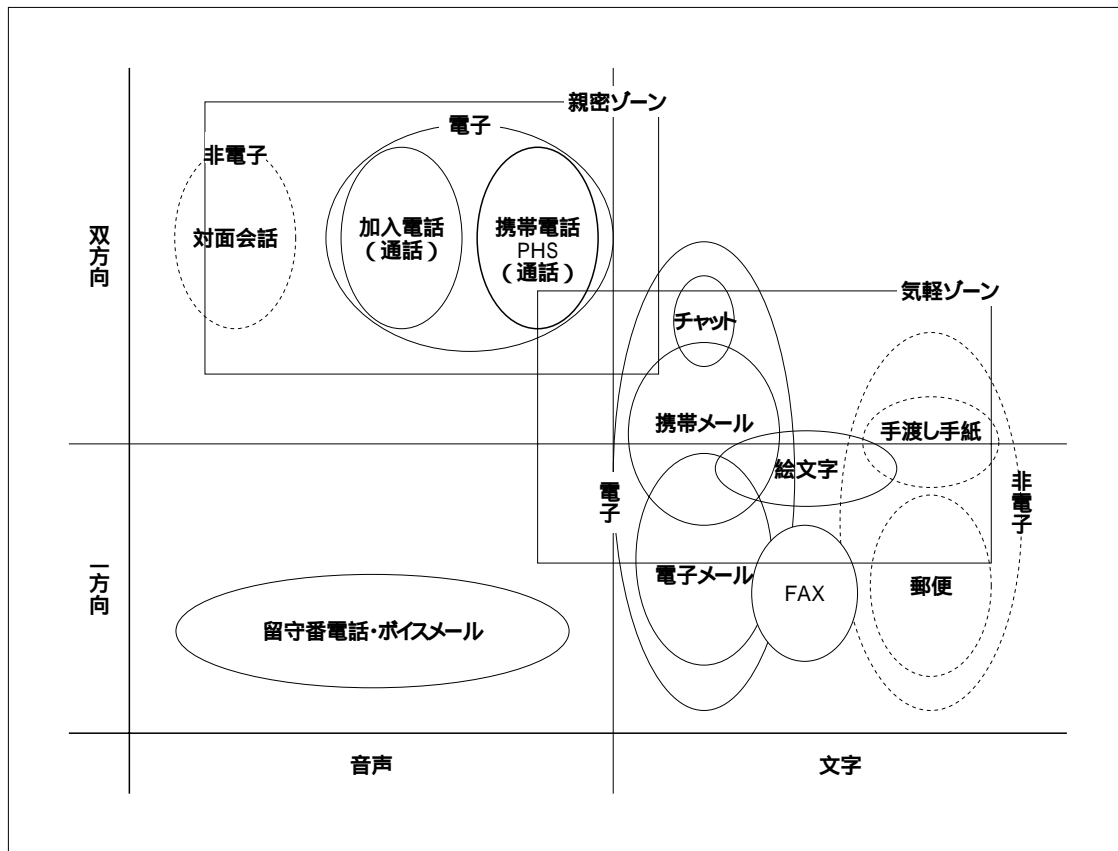 親密ゾーン
電子
非電子
対面会話
加入電話
(通話)
携帯電話
PHS
(通話)
双方向
気軽ゾーン
チャット
携帯メール
手渡し手紙
絵文字
電子
非電子
電子メール
FAX
郵便
一方向
留守番電話・ボイスメール
音声
文字